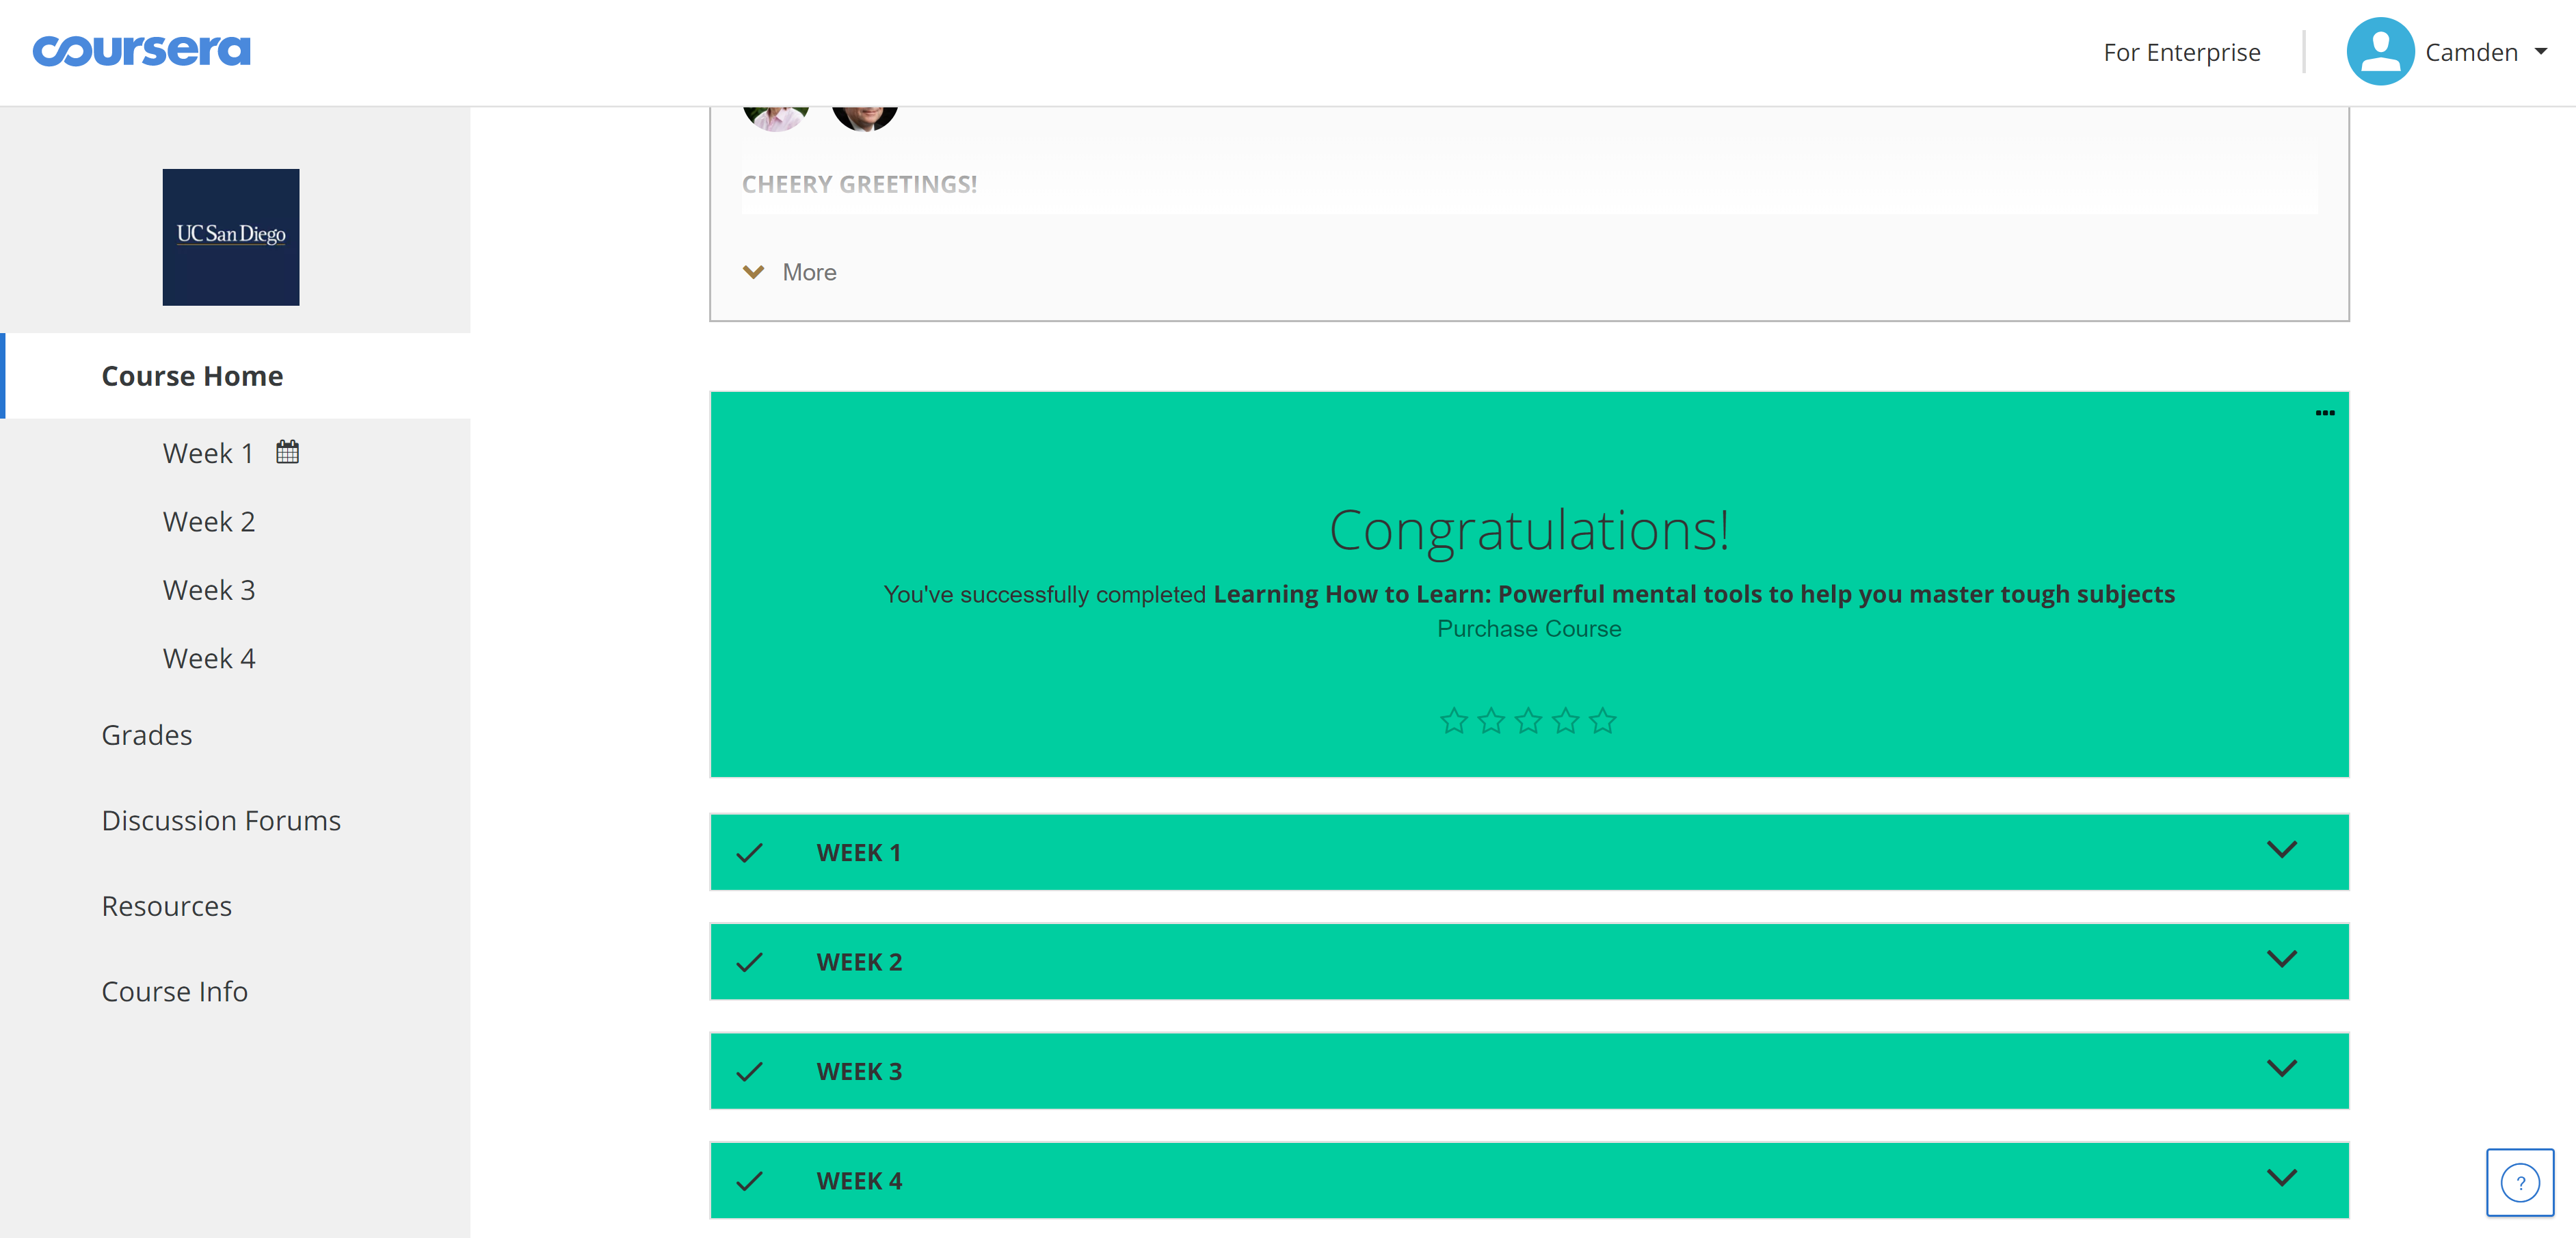 coursera
For Enterprise
Camden
UC San Diego
Course Home
Week 1
Week 2
Week 3
Week 4
Grades
Discussion Forums
Resources
Course Info
CHEERY GREETINGS!
More
Congratulations!
You've successfully completed Learning How to Learn: Powerful mental tools to help you master tough subjects
Purchase Course
WEEK 1
WEEK 2
WEEK 3
WEEK 4
?